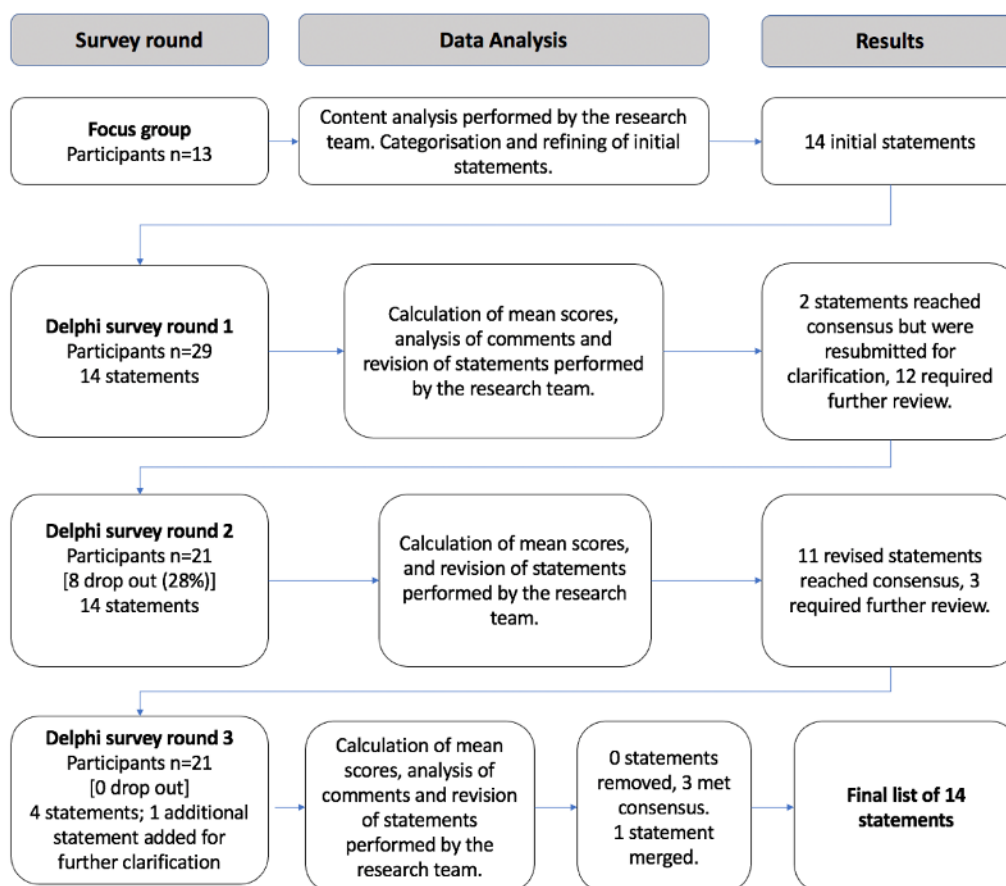 Survey round
Data Analysis
Results
Focus group
Participants n=13
Content analysis performed by the research
team. Categorisation and refining of initial
statements.
14 initial statements
Delphi survey round 1
Participants n=29
14 statements
Calculation of mean scores,
analysis of comments and
revision of statements performed
by the research team.
2 statements reached
consensus but were
resubmitted for
clarification, 12 required
further review.
Delphi survey round 2
Participants n=21
[8 drop out (28%)]
14 statements
Calculation of mean scores,
and revision of statements
performed by the research
team.
11 revised statements
reached consensus, 3
required further review.
Delphi survey round 3
Participants n=21
[0 drop out]
4 statements; 1 additional
statement added for
further clarification
Calculation of mean
scores, analysis of
comments and revision
of statements
performed by the
research team.
0 statements
removed, 3 met
consensus.
1 statement
merged.
Final list of 14
statements